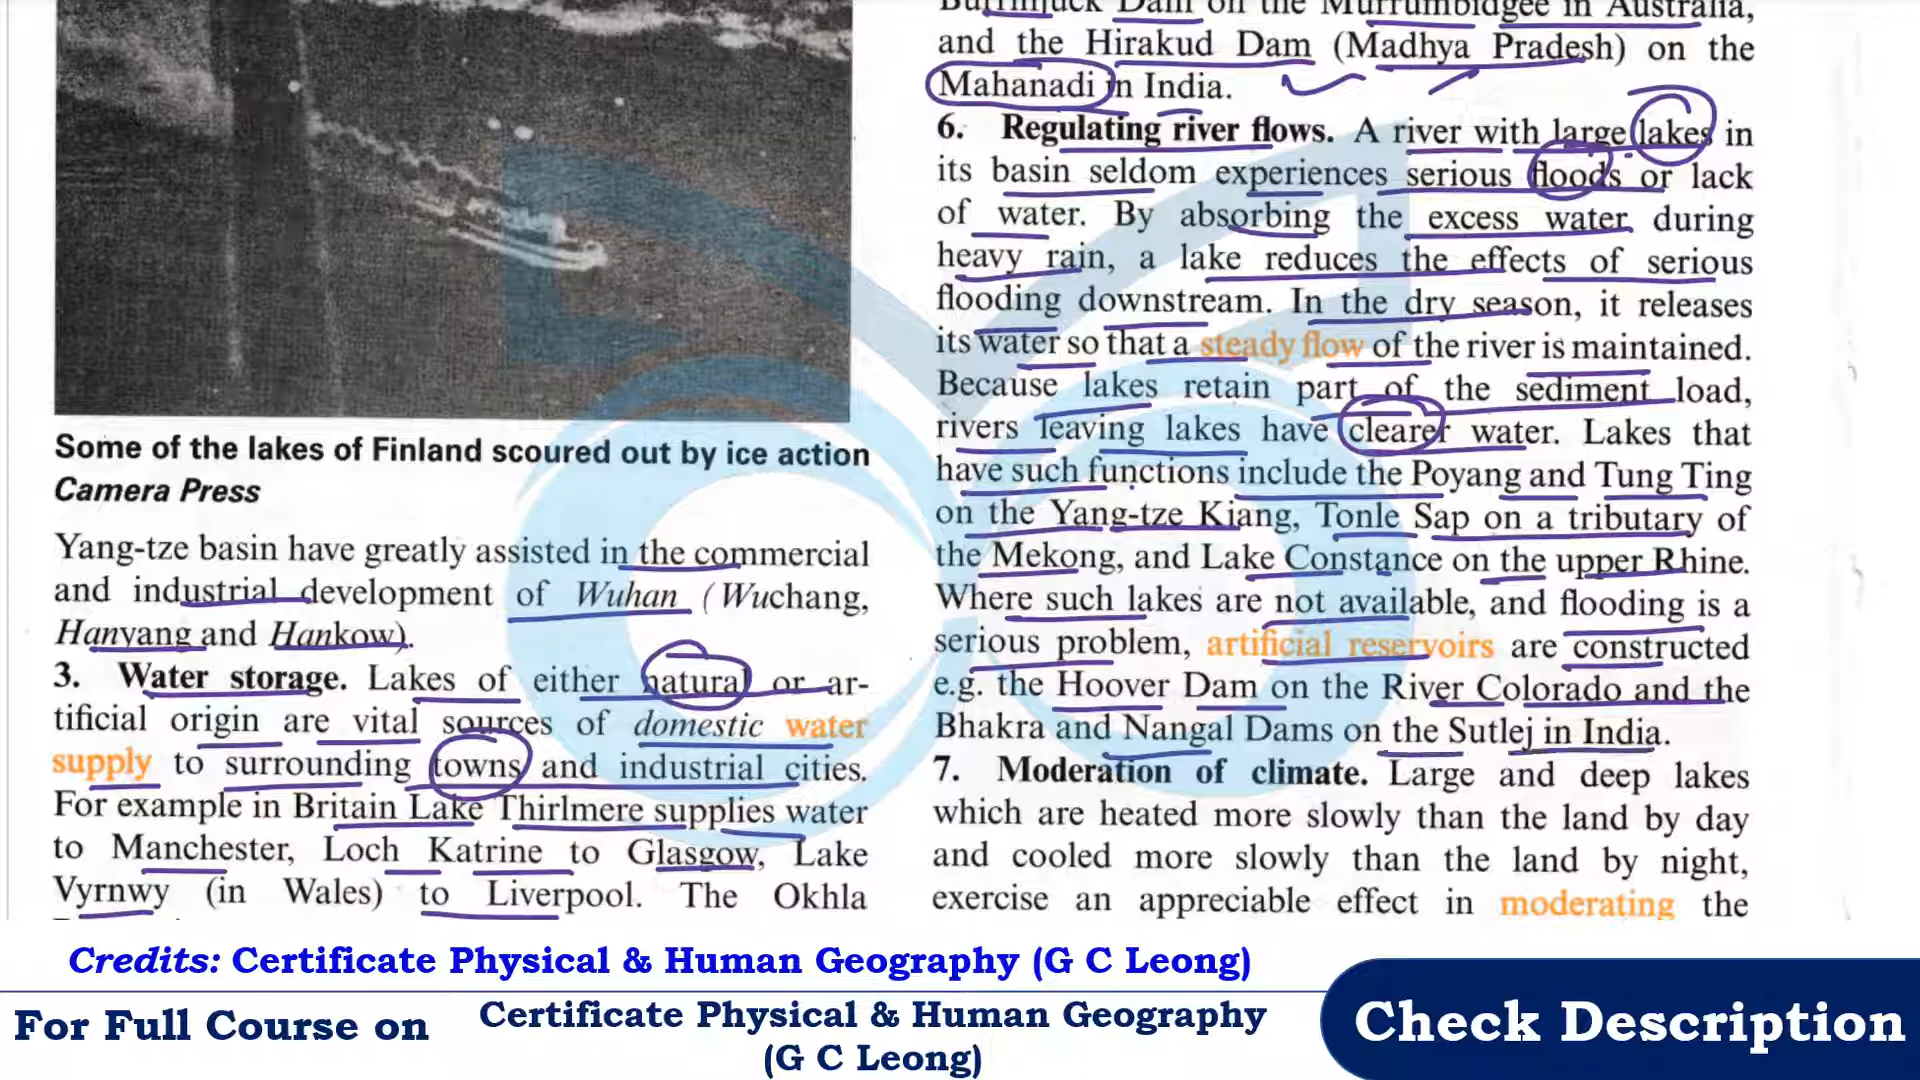 Some of the lakes of Finland scoured out by ice action
Camera Press
Yang-tze basin have greatly assisted in the commercial
and industrial development of Wuhan (Wuchang,
Hanyang and Hankow).
3. Water storage. Lakes of either natural or ar-
tificial origin are vital sources of domestic water
supply to surrounding towns and industrial cities.
For example in Britain Lake Thirlmere supplies water
to Manchester, Loch Katrine to Glasgow, Lake
Vyrnwy (in Wales) to Liverpool. The Okhla
Burrinjuck Dam on the Murrumbidgee in Australia,
and the Hirakud Dam (Madhya Pradesh) on the
Mahanadi in India.
6. Regulating river flows. A river with large lakes in
its basin seldom experiences serious floods or lack
of water. By absorbing the excess water during
heavy rain, a lake reduces the effects of serious
flooding downstream. In the dry season, it releases
its water so that a steady flow of the river is maintained.
Because lakes retain part of the sediment load,
rivers leaving lakes have clearer water. Lakes that
have such functions include the Poyang and Tung Ting
on the Yang-tze Kiang, Tonle Sap on a tributary of
the Mekong, and Lake Constance on the upper Rhine.
Where such lakes are not available, and flooding is a
serious problem, artificial reservoirs are constructed
e.g. the Hoover Dam on the River Colorado and the
Bhakra and Nangal Dams on the Sutlej in India.
7. Moderation of climate. Large and deep lakes
which are heated more slowly than the land by day
and cooled more slowly than the land by night,
exercise an appreciable effect in moderating the
Credits: Certificate Physical & Human Geography (G C Leong)
For Full Course on
Certificate Physical & Human Geography
(G C Leong)
Check Description